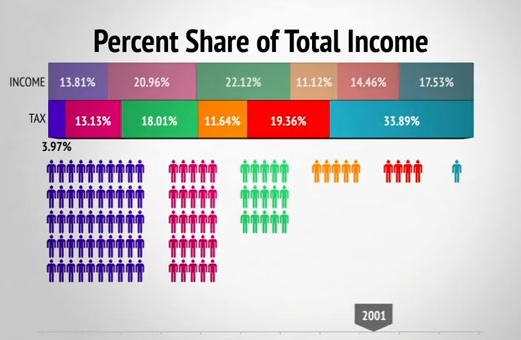 Percent Share of Total Income
INCOME 13.81% 20.96% 22.12% 11.12% 14.46% 17.53%
TAX 13.13% 18.01% 11.64% 19.36% 33.89%
3.97%
2001